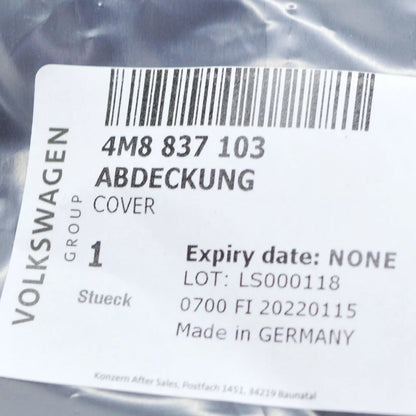 4M8 837 103
ABDECKUNG
COVER
VOLKSWAGEN
GROUP
1
Stueck
Expiry date: NONE
LOT: LS000118
0700 FI 20220115
Made in GERMANY
Konzern After Sales, Postfach 1451, 34219 Baunatal